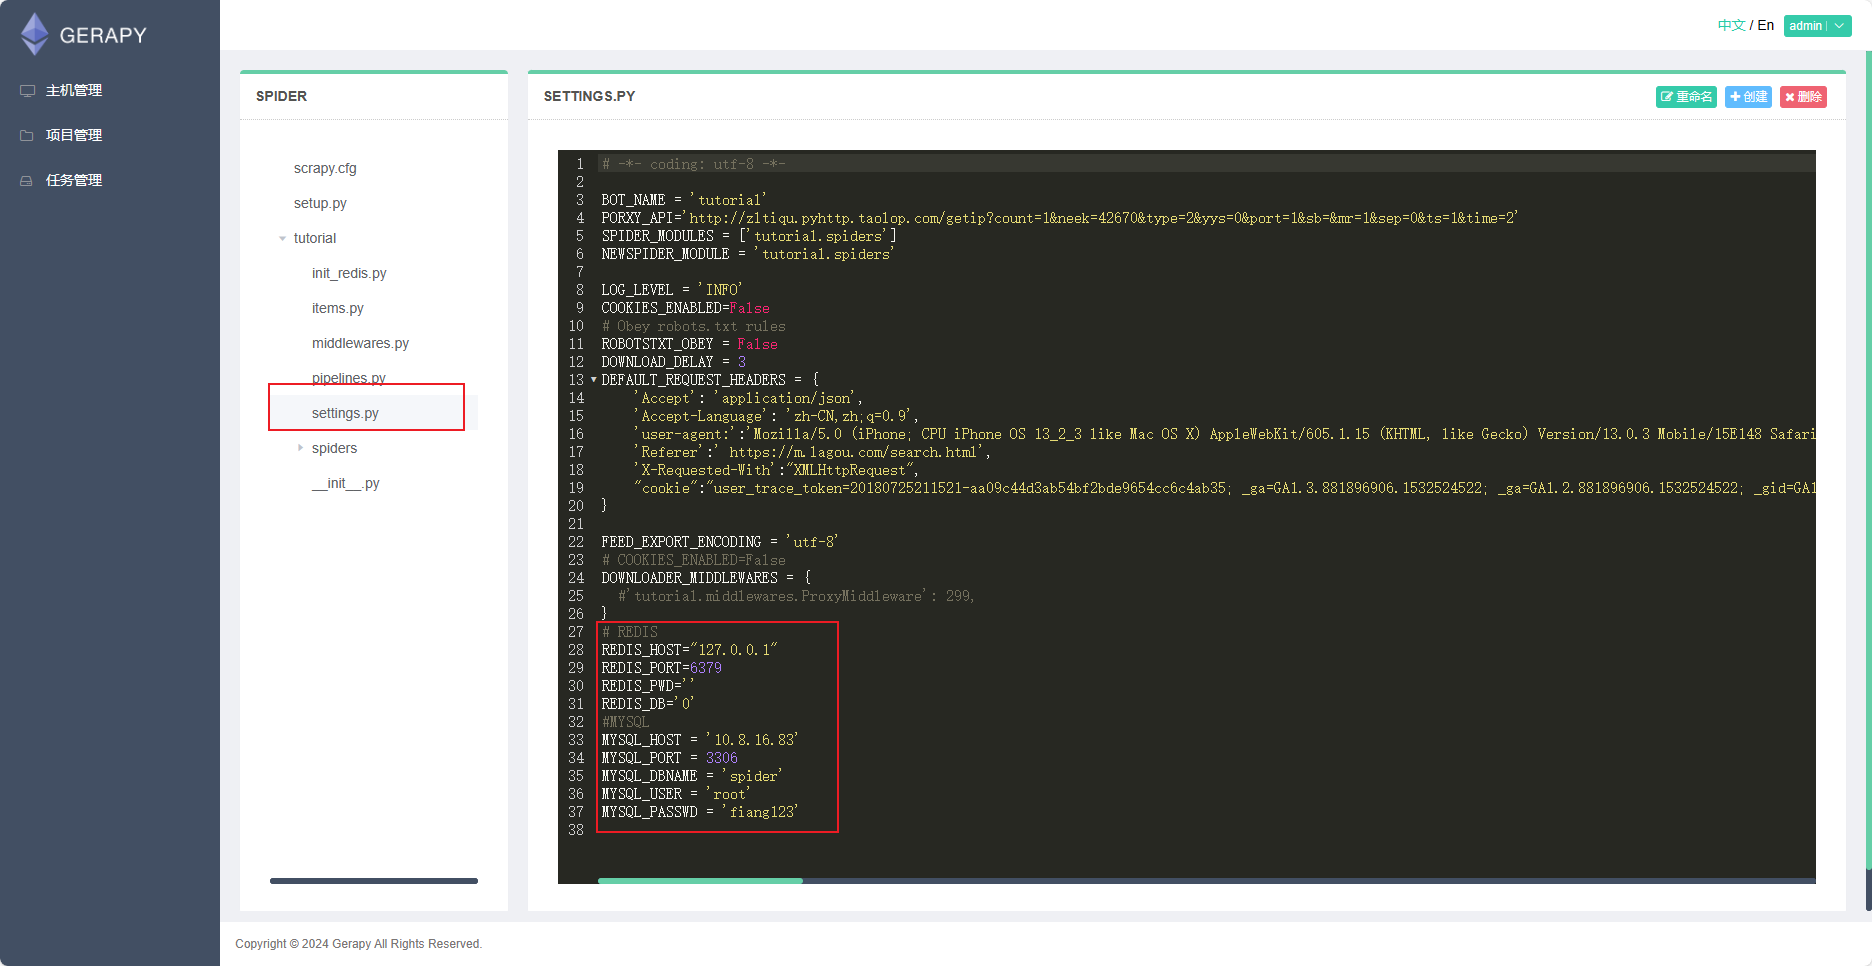 GERAPY
中文 / En
admin
主机管理
项目管理
任务管理
SPIDER
scrapy.cfg
setup.py
tutorial
init_redis.py
items.py
middlewares.py
pipelines.py
settings.py
spiders
__init__.py
SETTINGS.PY
重命名
创建
删除
1 # -*- coding: utf-8 -*-
2
3 BOT_NAME = 'tutorial'
4 PORXY_API='http://zltiqu.pyhttp.taolop.com/getip?count=1&neek=42670&type=2&yys=0&port=1&sb=&mr=1&sep=0&ts=1&time=2'
5 SPIDER_MODULES = ['tutorial.spiders']
6 NEWSPIDER_MODULE = 'tutorial.spiders'
7
8 LOG_LEVEL = 'INFO'
9 COOKIES_ENABLED=False
10 # Obey robots.txt rules
11 ROBOTSTXT_OBEY = False
12 DOWNLOAD_DELAY = 3
13 DEFAULT_REQUEST_HEADERS = {
14 'Accept': 'application/json',
15 'Accept-Language': 'zh-CN,zh;q=0.9',
16 'user-agent:':'Mozilla/5.0 (iPhone; CPU iPhone OS 13_2_3 like Mac OS X) AppleWebKit/605.1.15 (KHTML, like Gecko) Version/13.0.3 Mobile/15E148 Safari
17 'Referer':' https://m.lagou.com/search.html',
18 'X-Requested-With':"XMLHttpRequest",
19 "cookie":"user_trace_token=20180725211521-aa09c44d3ab54bf2bde9654cc6c4ab35; _ga=GA1.3.881896906.1532524522; _ga=GA1.2.881896906.1532524522; _gid=GA1
20 }
21
22 FEED_EXPORT_ENCODING = 'utf-8'
23 # COOKIES_ENABLED=False
24 DOWNLOADER_MIDDLEWARES = {
25 #'tutorial.middlewares.ProxyMiddleware': 299,
26 }
27 # REDIS
28 REDIS_HOST="127.0.0.1"
29 REDIS_PORT=6379
30 REDIS_PWD=''
31 REDIS_DB='0'
32 #MYSQL
33 MYSQL_HOST = '10.8.16.83'
34 MYSQL_PORT = 3306
35 MYSQL_DBNAME = 'spider'
36 MYSQL_USER = 'root'
37 MYSQL_PASSWD = 'fiang123'
38
Copyright © 2024 Gerapy All Rights Reserved.